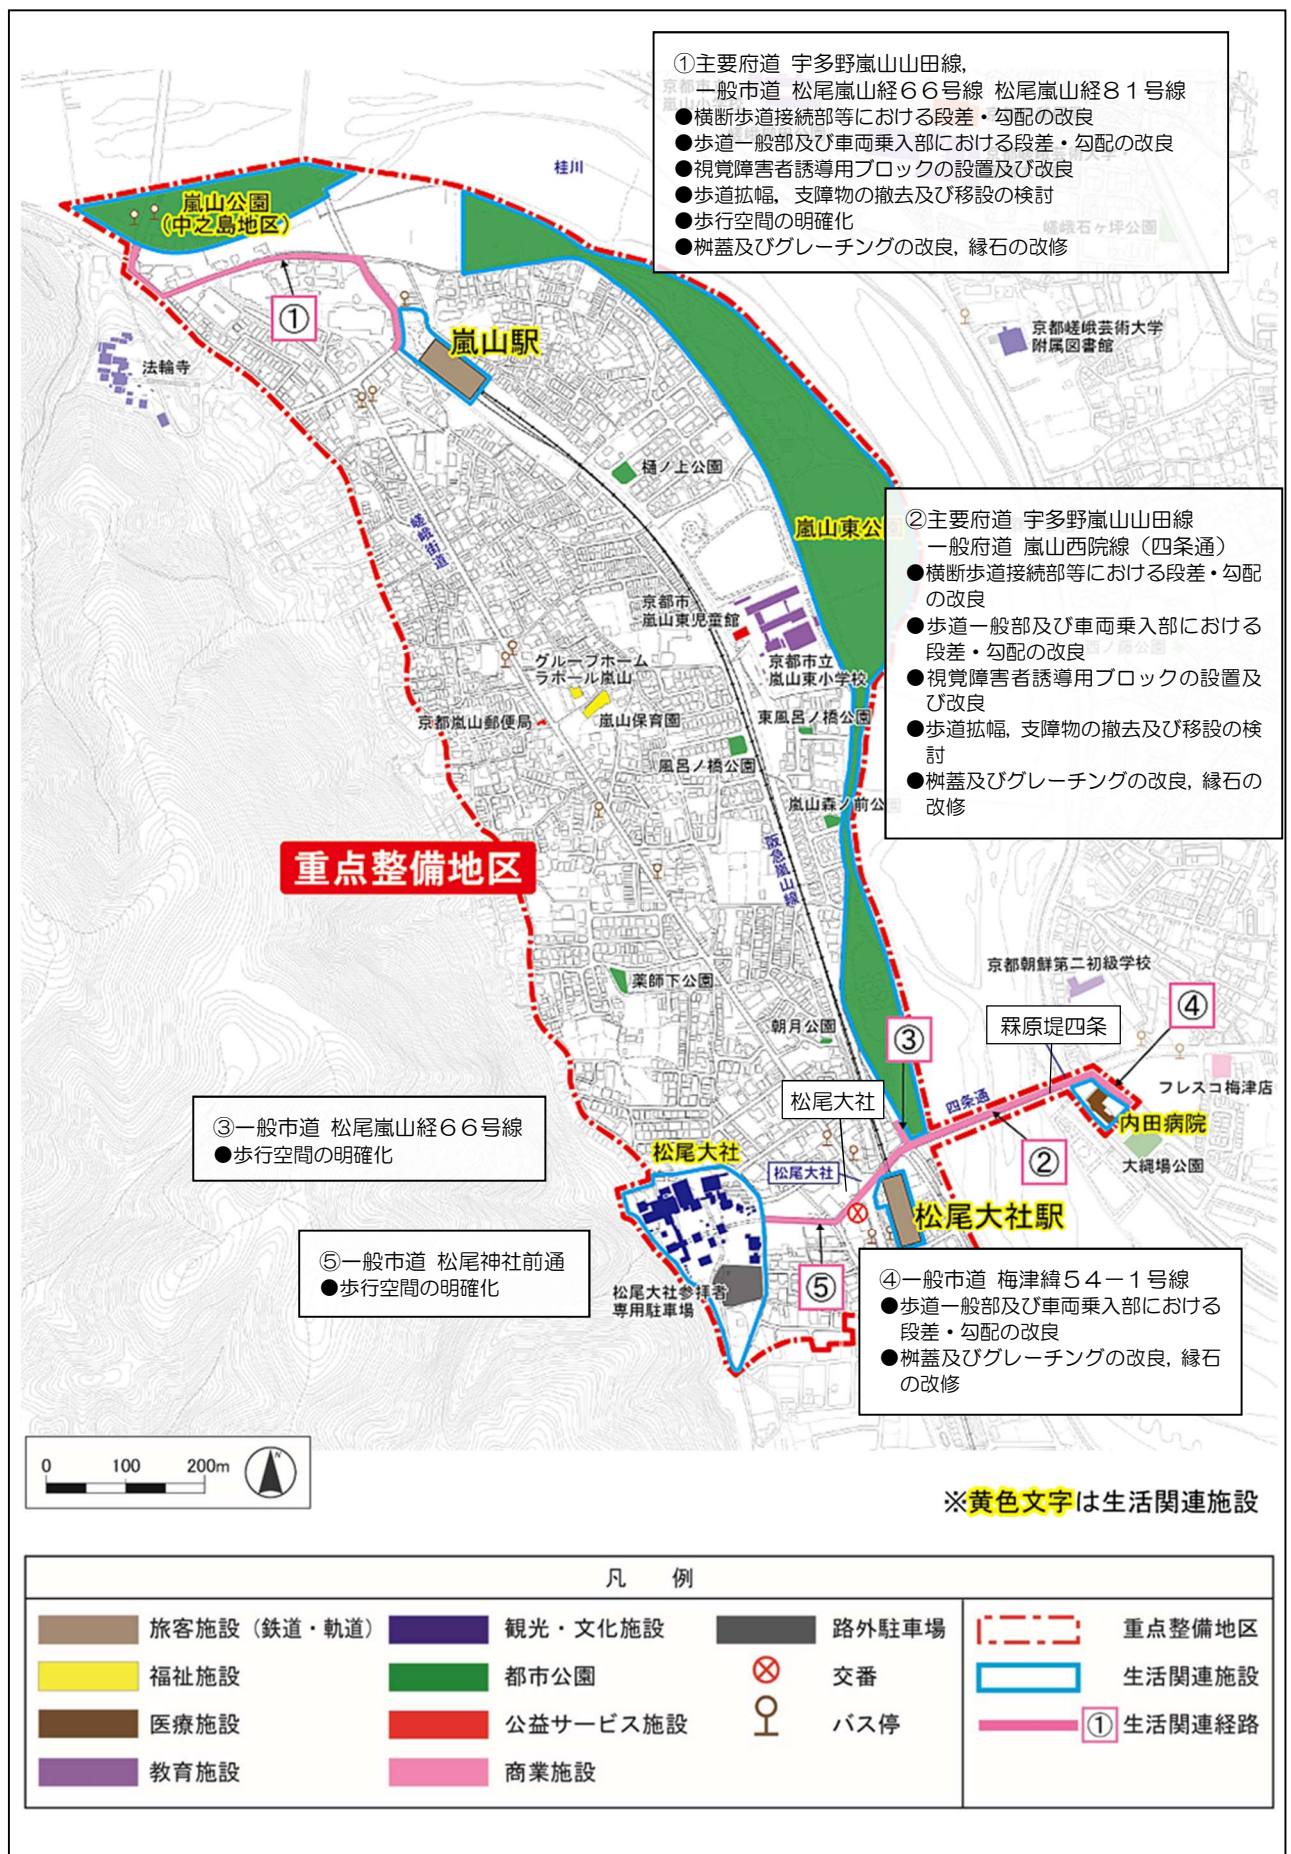 ①主要府道 宇多野嵐山山田線,
一般市道 松尾嵐山経66号線 松尾嵐山経81号線
●横断歩道接続部等における段差・勾配の改良
●歩道一般部及び車両乗入部における段差・勾配の改良
●視覚障害者誘導用ブロックの設置及び改良
●歩道拡幅, 支障物の撤去及び移設の検討
●歩行空間の明確化
●桝蓋及びグレーチングの改良, 縁石の改修
桂川
嵐山公園
(中之島地区)
嵯峨石ヶ坪公園
①
嵐山駅
京都嵯峨芸術大学
附属図書館
法輪寺
樋ノ上公園
嵯峨街道
嵐山東公
②主要府道 宇多野嵐山山田線
一般府道 嵐山西院線（四条通）
●横断歩道接続部等における段差・勾配
の改良
●歩道一般部及び車両乗入部における
段差・勾配の改良
●視覚障害者誘導用ブロックの設置及
び改良
●歩道拡幅, 支障物の撤去及び移設の検
討
●桝蓋及びグレーチングの改良, 縁石の
改修
京都市
嵐山東児童館
京都市立
嵐山東小学校
グループホーム
ラポール嵐山
京都嵐山郵便局
嵐山保育園
東風呂ノ橋公園
風呂ノ橋公園
嵐山森ノ前公園
阪急嵐山線
重点整備地区
薬師下公園
朝月公園
京都朝鮮第二初級学校
④
③
罧原堤四条
フレスコ梅津店
松尾大社
四条通
内田病院
大縄場公園
②
③一般市道 松尾嵐山経66号線
●歩行空間の明確化
松尾大社
松尾大社
松尾大社駅
⑤一般市道 松尾神社前通
●歩行空間の明確化
松尾大社参拝者
専用駐車場
⑤
④一般市道 梅津緯54－1号線
●歩道一般部及び車両乗入部における
段差・勾配の改良
●桝蓋及びグレーチングの改良, 縁石
の改修
0 100 200m
N
※黄色文字は生活関連施設
凡 例
旅客施設（鉄道・軌道）
福祉施設
医療施設
教育施設
観光・文化施設
都市公園
公益サービス施設
商業施設
路外駐車場
交番
バス停
重点整備地区
生活関連施設
① 生活関連経路